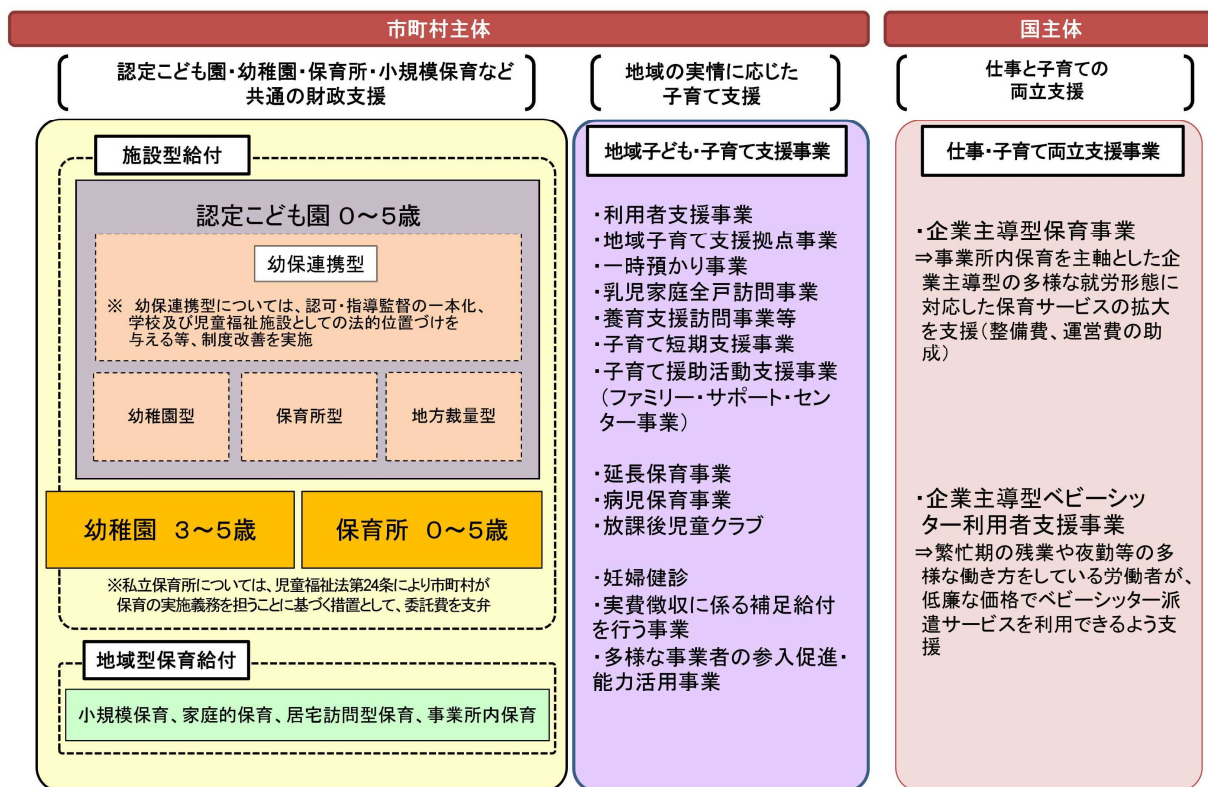 市町村主体
国主体
認定こども園・幼稚園・保育所・小規模保育など
共通の財政支援
地域の実情に応じた
子育て支援
仕事と子育ての
両立支援
施設型給付
認定こども園 0~5歳
幼保連携型
※ 幼保連携型については、認可・指導監督の一本化、
学校及び児童福祉施設としての法的位置づけを
与える等、制度改善を実施
幼稚園型
保育所型
地方裁量型
幼稚園 3~5歳
保育所 0~5歳
※私立保育所については、児童福祉法第24条により市町村が
保育の実施義務を担うことに基づく措置として、委託費を支弁
地域型保育給付
小規模保育、家庭的保育、居宅訪問型保育、事業所内保育
地域子ども・子育て支援事業
・利用者支援事業
・地域子育て支援拠点事業
・一時預かり事業
・乳児家庭全戸訪問事業
・養育支援訪問事業等
・子育て短期支援事業
・子育て援助活動支援事業
(ファミリー・サポート・セン
ター事業)
・延長保育事業
・病児保育事業
・放課後児童クラブ
・妊婦健診
・実費徴収に係る補足給付
を行う事業
・多様な事業者の参入促進・
能力活用事業
仕事・子育て両立支援事業
・企業主導型保育事業
⇒事業所内保育を主軸とした企
業主導型の多様な就労形態に
対応した保育サービスの拡大
を支援(整備費、運営費の助
成)
・企業主導型ベビーシッ
ター利用者支援事業
⇒繁忙期の残業や夜勤等の多
様な働き方をしている労働者が、
低廉な価格でベビーシッター派
遣サービスを利用できるよう支
援